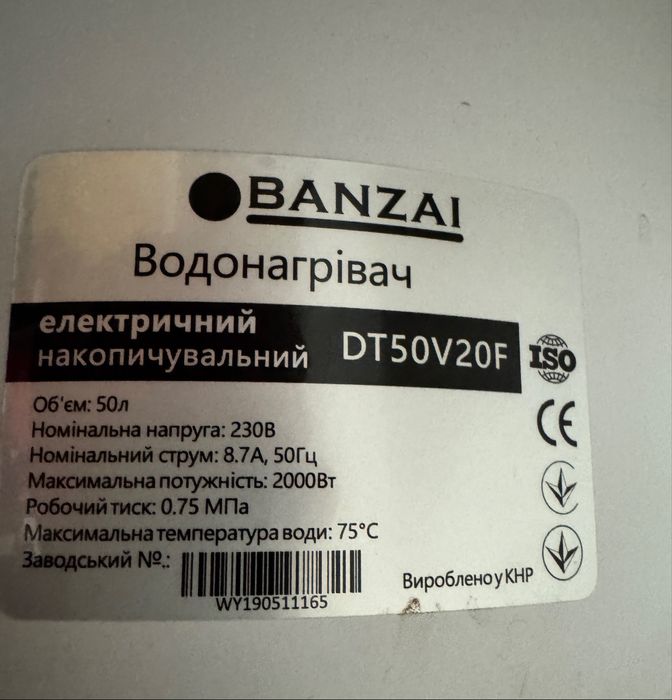 BANZAI
Водонагрівач
електричний
накопичувальний
DT50V20F
ISO
CE
Об'єм: 50л
Номінальна напруга: 230В
Номінальний струм: 8.7А, 50Гц
Максимальна потужність: 2000Вт
Робочий тиск: 0.75 МПа
Максимальна температура води: 75°C
Заводський №.:
WY190511165
Вироблено у КНР